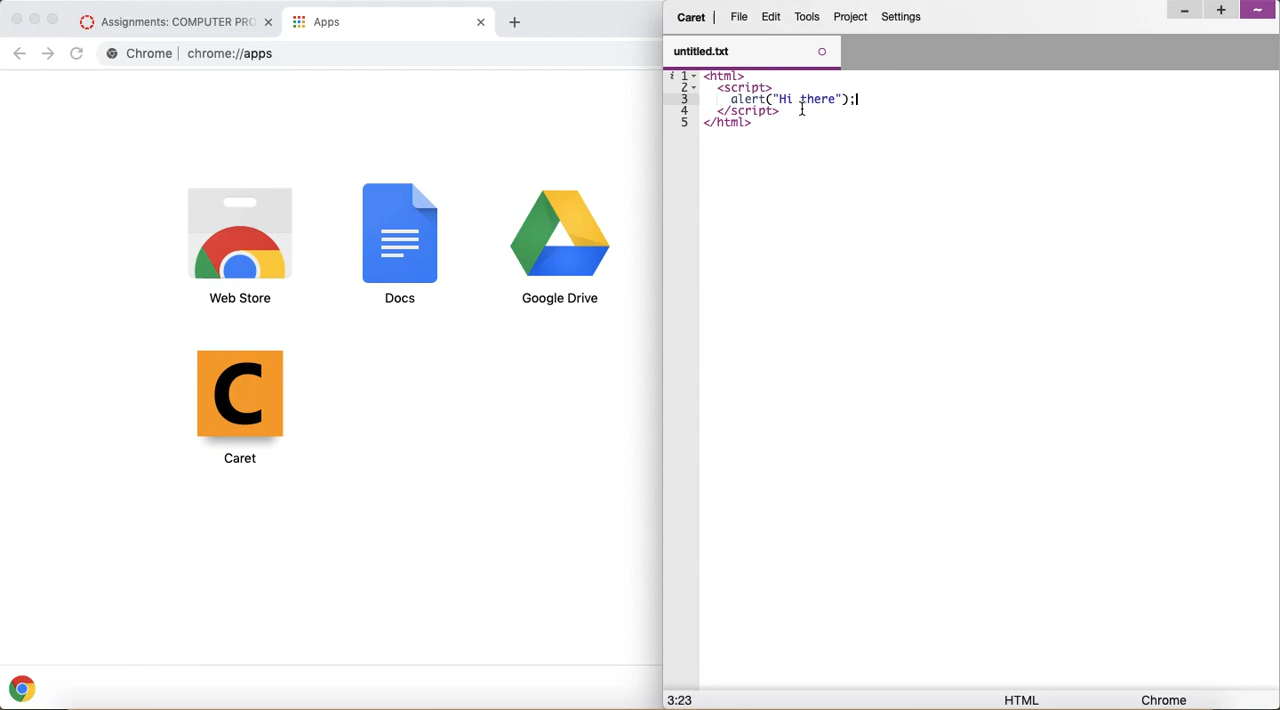 Assignments: COMPUTER PRO
Apps
Chrome
chrome://apps
Web Store
Docs
Google Drive
C
Caret
Caret
File
Edit
Tools
Project
Settings
untitled.txt
i 1 <html>
2 <script>
3 alert("Hi there");
4 </script>
5 </html>
3:23
HTML
Chrome